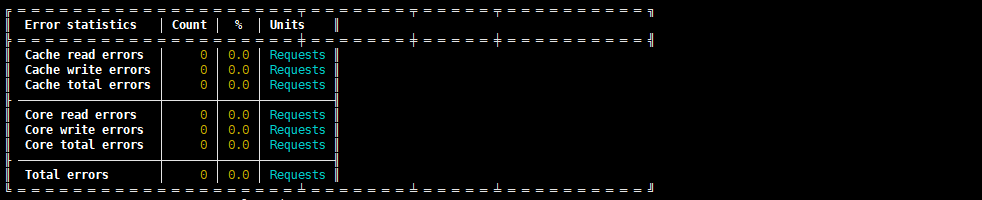 Error statistics Count % Units
Cache read errors 0 0.0 Requests
Cache write errors 0 0.0 Requests
Cache total errors 0 0.0 Requests
Core read errors 0 0.0 Requests
Core write errors 0 0.0 Requests
Core total errors 0 0.0 Requests
Total errors 0 0.0 Requests